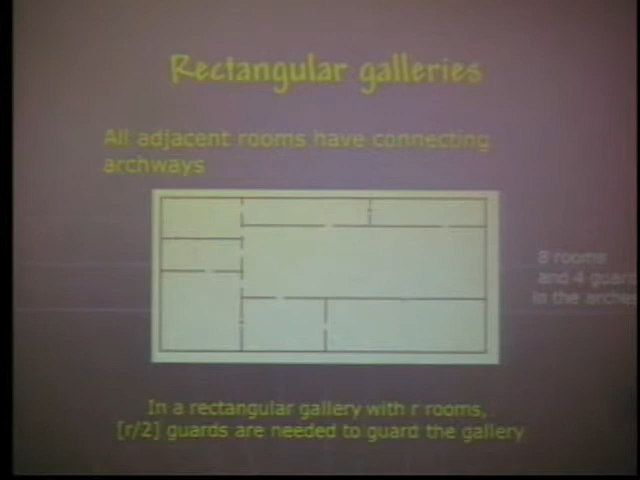 Rectangular galleries
All adjacent rooms have connecting
archways
8 rooms
and 4 guar
in the arche
In a rectangular gallery with r rooms,
[r/2] guards are needed to guard the gallery